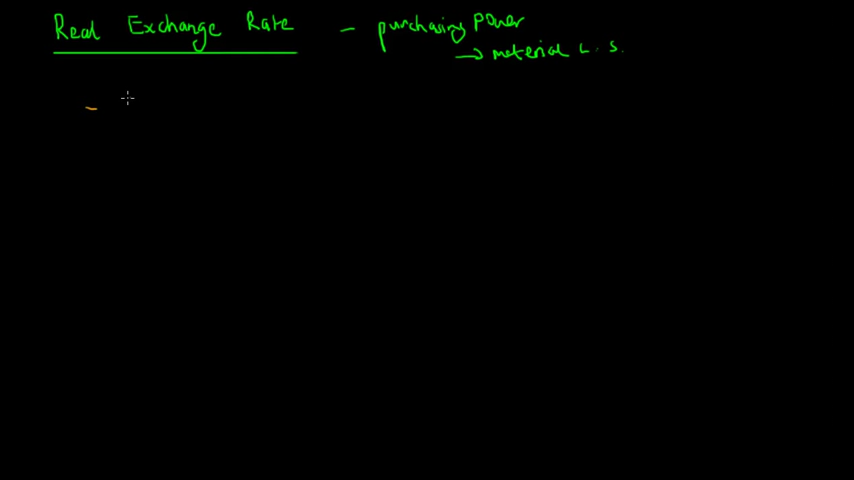 Real Exchange Rate - purchasing power
→ material L.S.
-